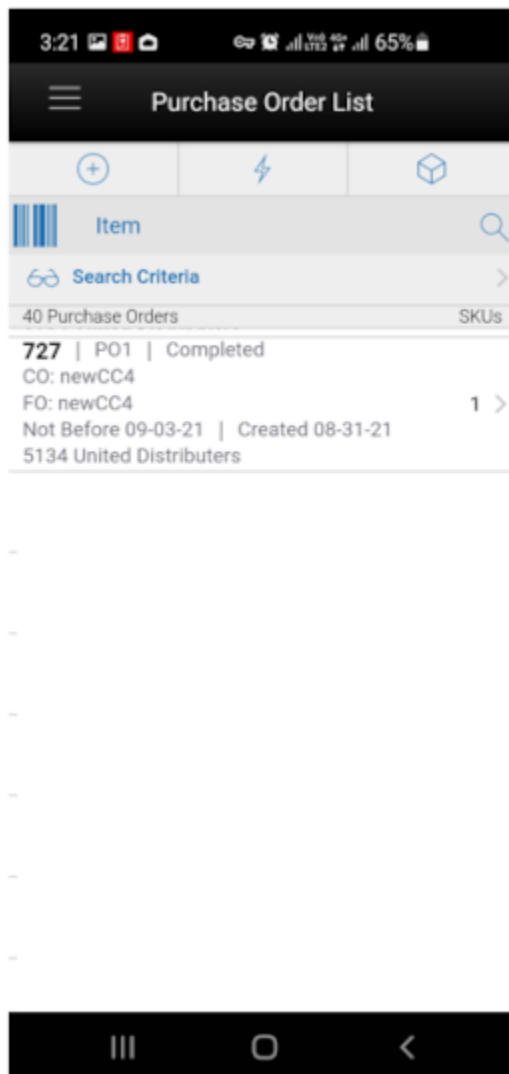 3:21 65%
Purchase Order List
Item
Search Criteria
40 Purchase Orders SKUs
727 | PO1 | Completed
CO: newCC4
FO: newCC4 1
Not Before 09-03-21 | Created 08-31-21
5134 United Distributers